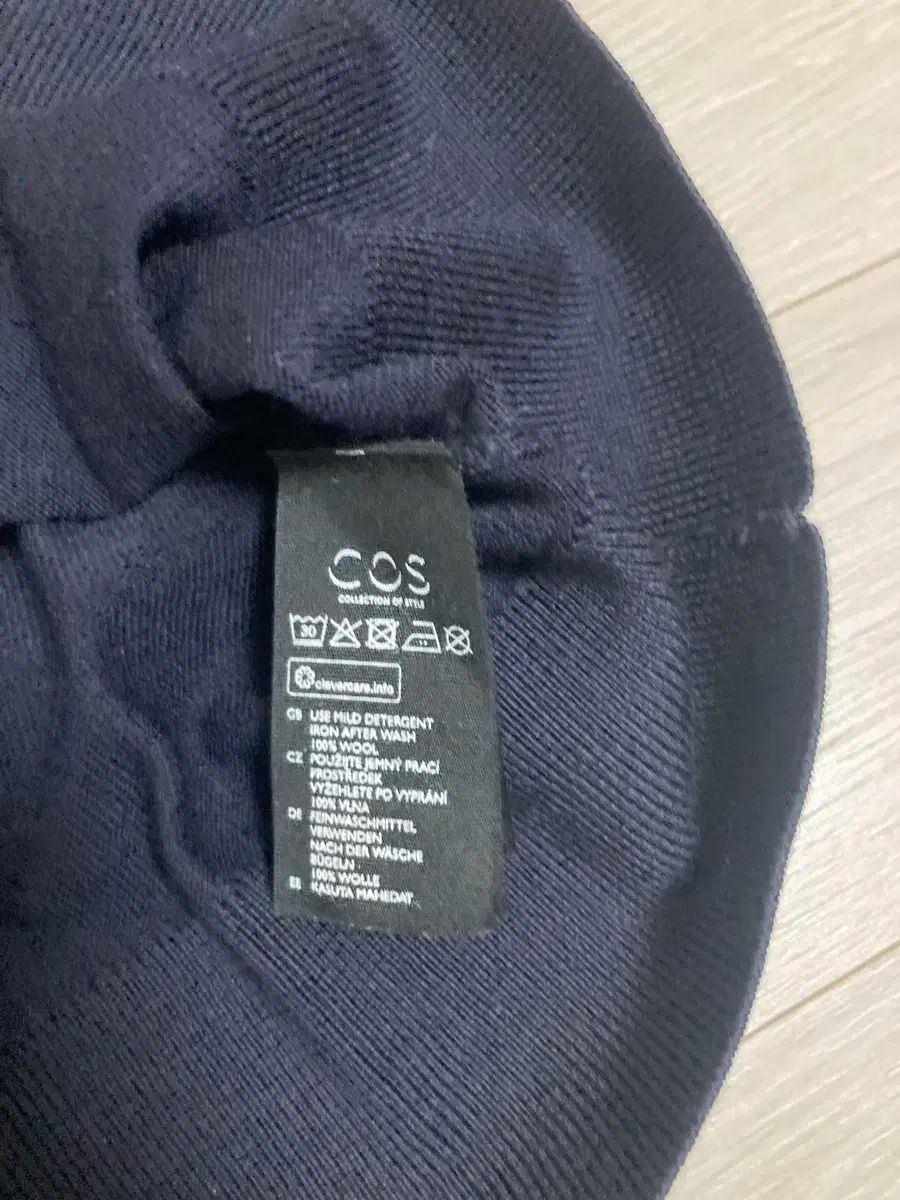 COS
COLLECTION OF STYLE
30
clevercare.info
GB USE MILD DETERGENT
IRON AFTER WASH
100% WOOL
CZ POUŽIJTE JEMNÝ PRACÍ
PROSTŘEDEK
VYŽEHLETE PO VYPRÁNÍ
100% VLNA
DE FEINWASCHMITTEL
VERWENDEN
NACH DER WÄSCHE
BÜGELN
100% WOLLE
EE KASUTA MAHEDAT